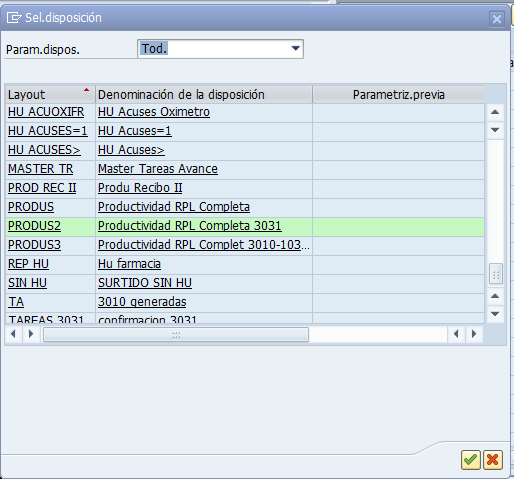 Sel.disposición
Param.dispos. Tod.
Layout Denominación de la disposición Parametriz.previa
HU ACUOXIFR HU Acuses Oximetro
HU ACUSES=1 HU Acuses=1
HU ACUSES> HU Acuses>
MASTER TR Master Tareas Avance
PROD REC II Produ Recibo II
PRODUS Productividad RPL Completa
PRODUS2 Productividad RPL Completa 3031
PRODUS3 Productividad RPL Complet 3010-103...
REP HU Hu farmacia
SIN HU SURTIDO SIN HU
TA 3010 generadas
TAREAS 3031 confirmacion 3031